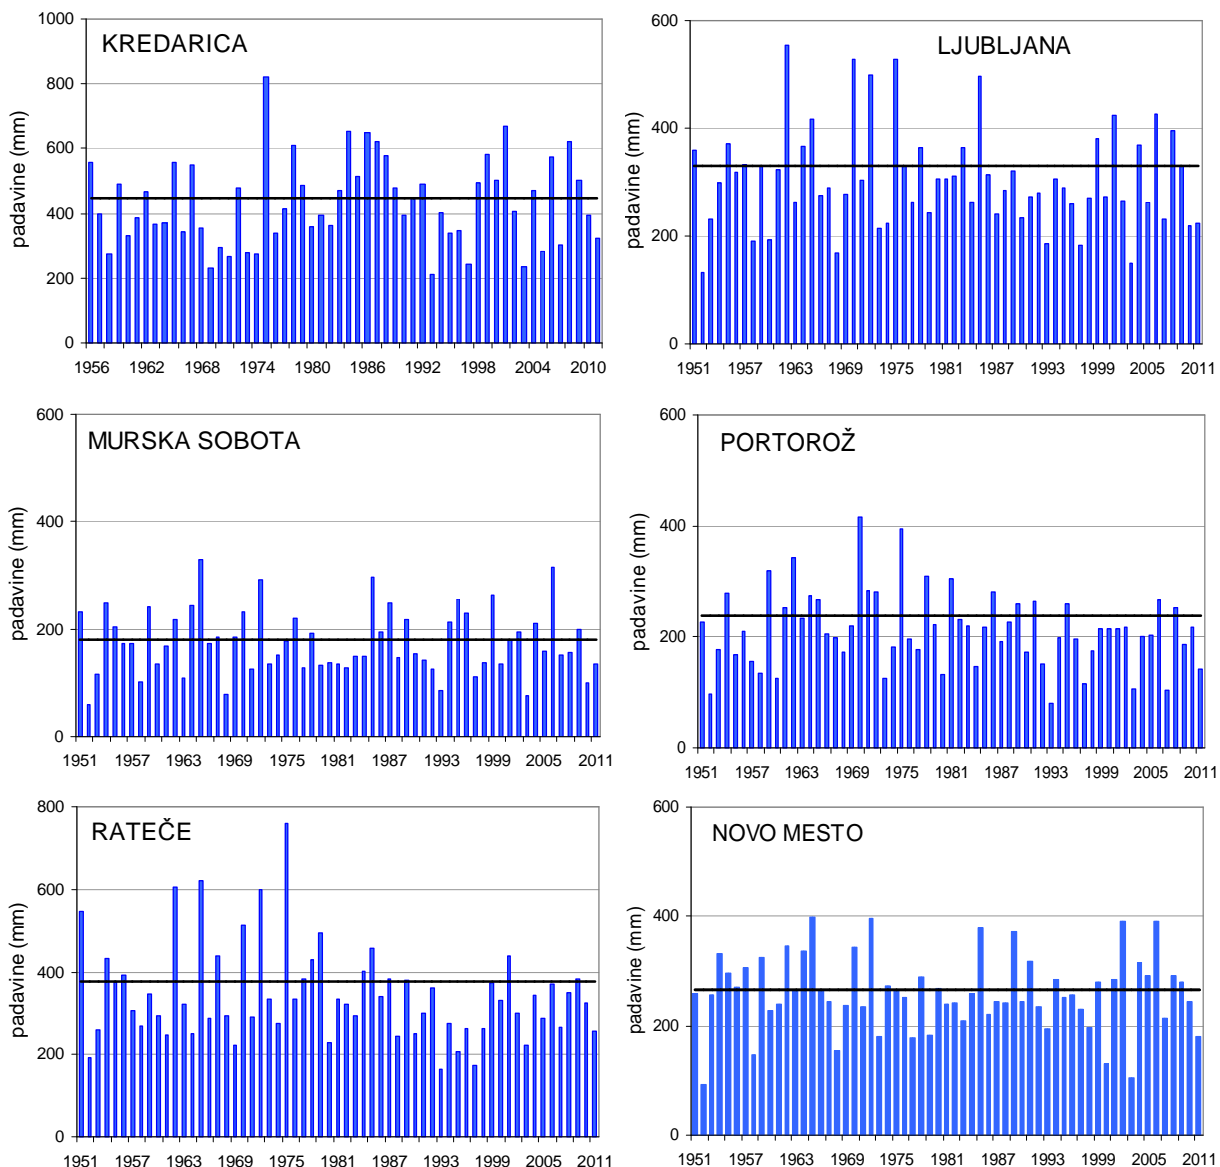 KREDARICA
padavine (mm)
1000
800
600
400
200
0
1956 1962 1968 1974 1980 1986 1992 1998 2004 2010
LJUBLJANA
padavine (mm)
600
400
200
0
1951 1957 1963 1969 1975 1981 1987 1993 1999 2005 2011
MURSKA SOBOTA
padavine (mm)
600
400
200
0
1951 1957 1963 1969 1975 1981 1987 1993 1999 2005 2011
PORTOROŽ
padavine (mm)
600
400
200
0
1951 1957 1963 1969 1975 1981 1987 1993 1999 2005 2011
RATEČE
padavine (mm)
800
600
400
200
0
1951 1957 1963 1969 1975 1981 1987 1993 1999 2005 2011
NOVO MESTO
padavine (mm)
600
400
200
0
1951 1957 1963 1969 1975 1981 1987 1993 1999 2005 2011